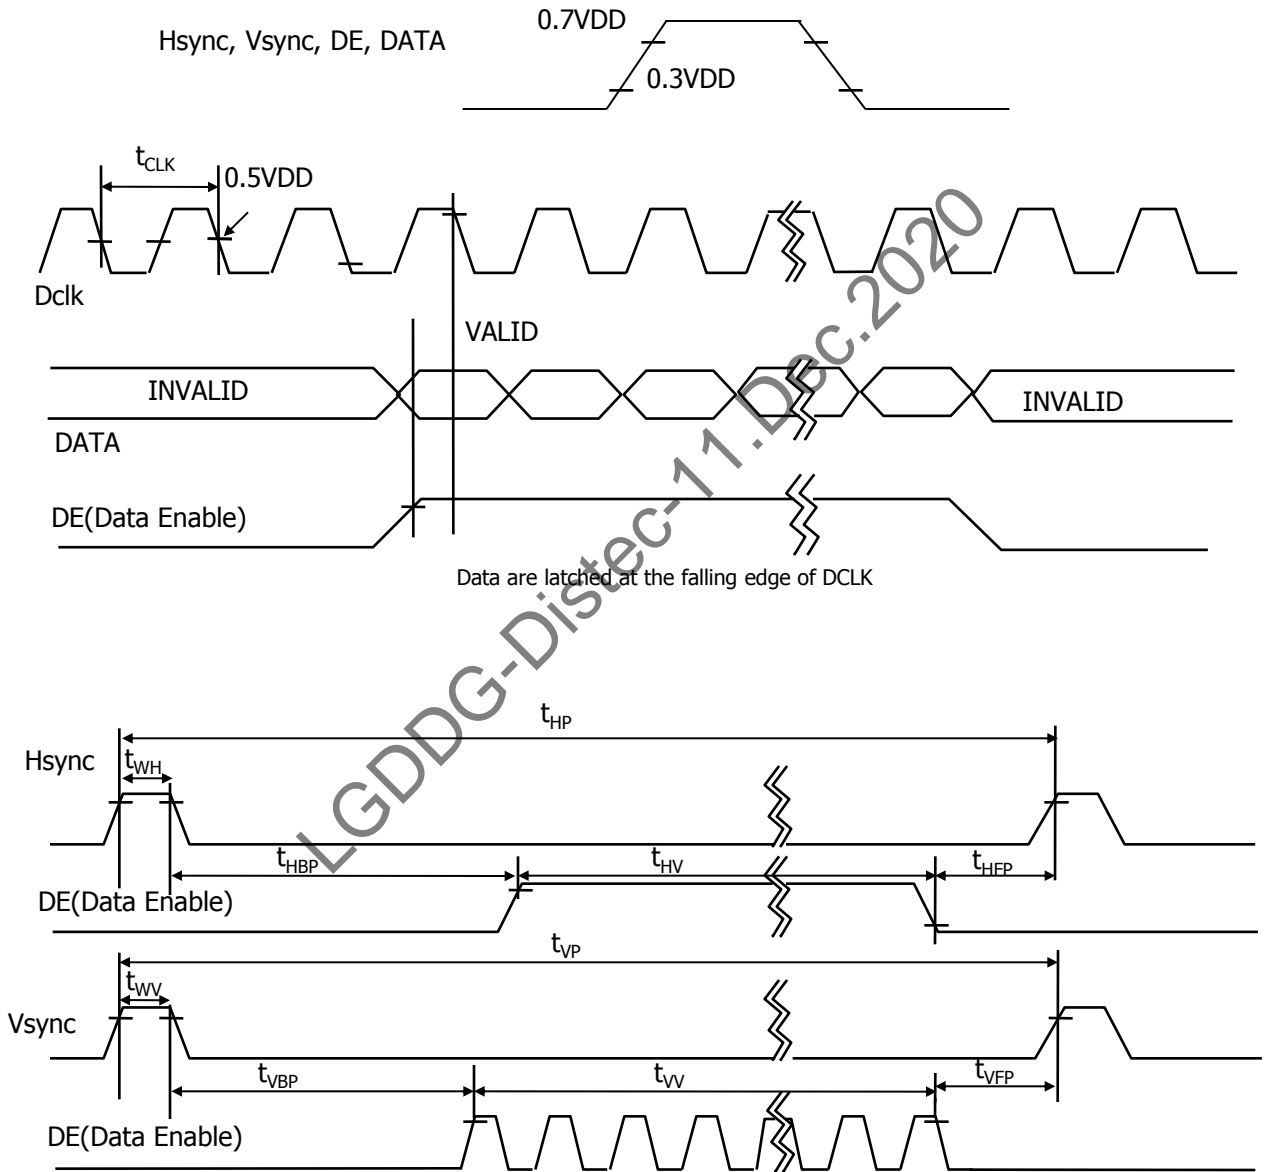 0.7VDD
Hsync, Vsync, DE, DATA
0.3VDD
tCLK
0.5VDD
Dclk
VALID
INVALID
INVALID
DATA
DE(Data Enable)
Data are latched at the falling edge of DCLK
LGDDG-Distec-11.Dec.2020
tHP
Hsync
tWH
tHBP
tHV
tHFP
DE(Data Enable)
tVP
tWV
Vsync
tVBP
tVV
tVFP
DE(Data Enable)